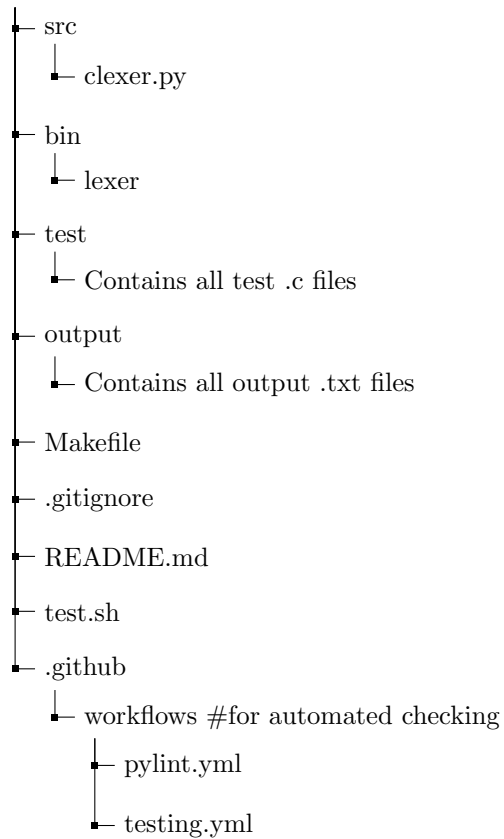 src
clexer.py
bin
lexer
test
Contains all test .c files
output
Contains all output .txt files
Makefile
.gitignore
README.md
test.sh
.github
workflows #for automated checking
pylint.yml
testing.yml